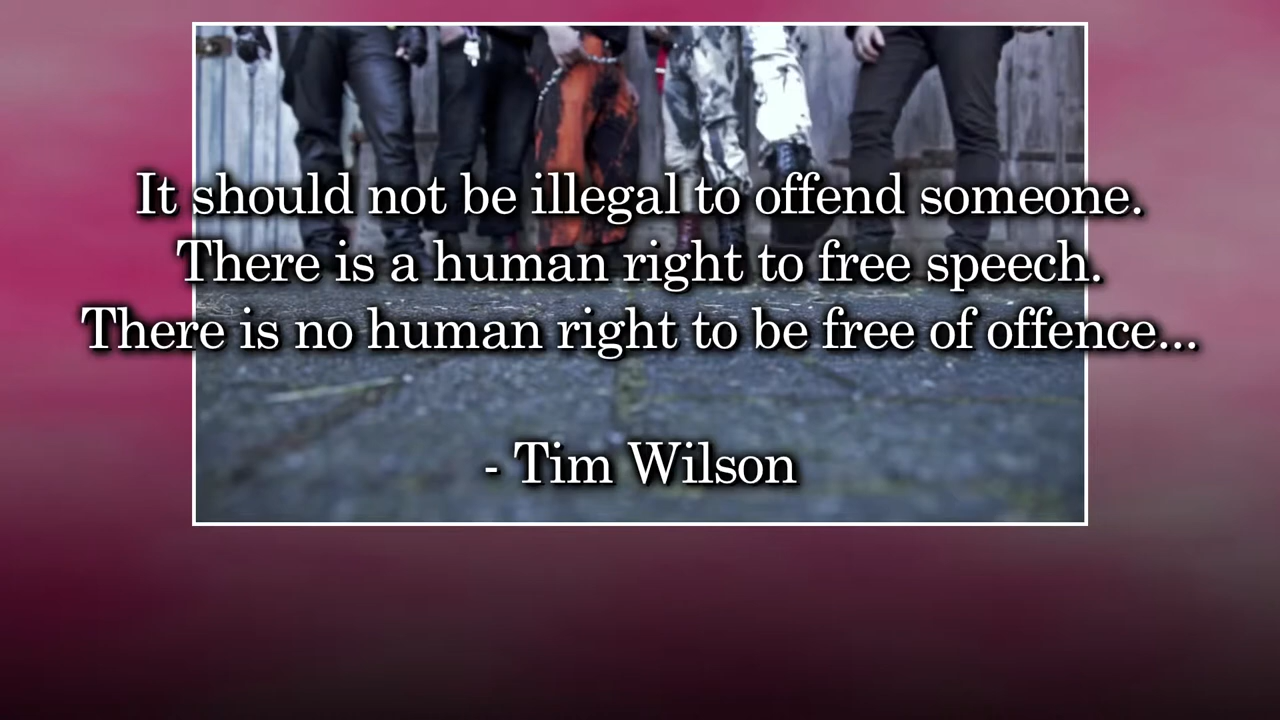 It should not be illegal to offend someone.
There is a human right to free speech.
There is no human right to be free of offence...
- Tim Wilson